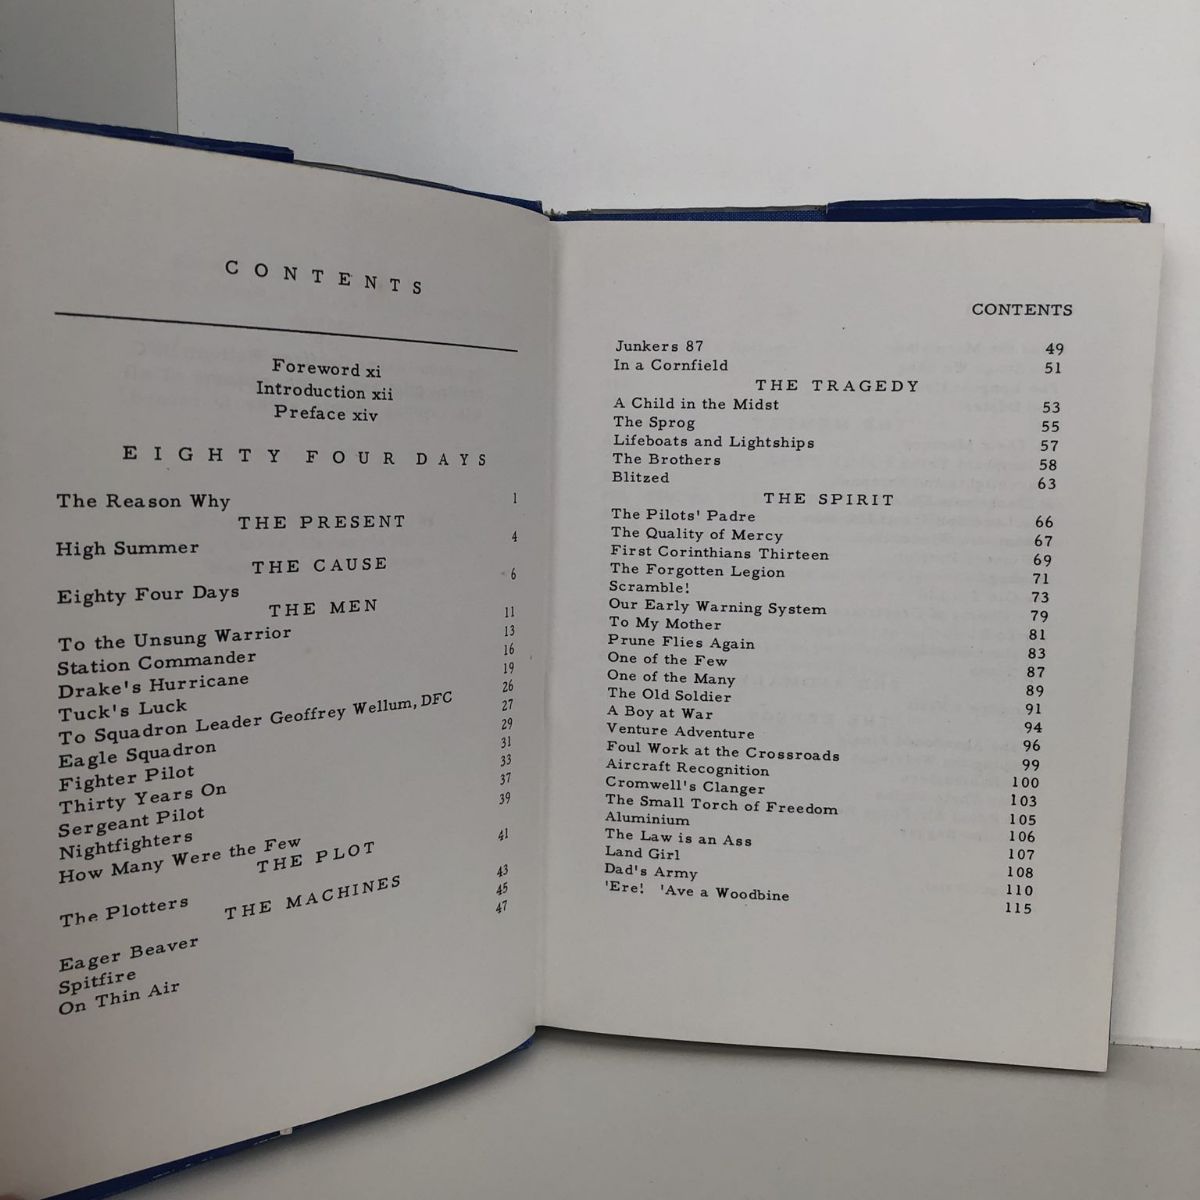 CONTENTS
Foreword xi
Introduction xii
Preface xiv
EIGHTY FOUR DAYS
The Reason Why 1
THE PRESENT
High Summer 4
THE CAUSE
Eighty Four Days 6
THE MEN
To the Unsung Warrior 11
Station Commander 13
Drake's Hurricane 16
Tuck's Luck 19
To Squadron Leader Geoffrey Wellum, DFC 26
Eagle Squadron 27
Fighter Pilot 29
Thirty Years On 31
Sergeant Pilot 33
Nightfighters 37
How Many Were the Few 39
THE PLOT
The Plotters 41
THE MACHINES
Eager Beaver 43
Spitfire 45
On Thin Air 47
CONTENTS
Junkers 87 49
In a Cornfield 51
THE TRAGEDY
A Child in the Midst 53
The Sprog 55
Lifeboats and Lightships 57
The Brothers 58
Blitzed 63
THE SPIRIT
The Pilots' Padre 66
The Quality of Mercy 67
First Corinthians Thirteen 69
The Forgotten Legion 71
Scramble! 73
Our Early Warning System 79
To My Mother 81
Prune Flies Again 83
One of the Few 87
One of the Many 89
The Old Soldier 91
A Boy at War 94
Venture Adventure 96
Foul Work at the Crossroads 99
Aircraft Recognition 100
Cromwell's Clanger 103
The Small Torch of Freedom 105
Aluminium 106
The Law is an Ass 107
Land Girl 108
Dad's Army 110
'Ere! 'Ave a Woodbine 115